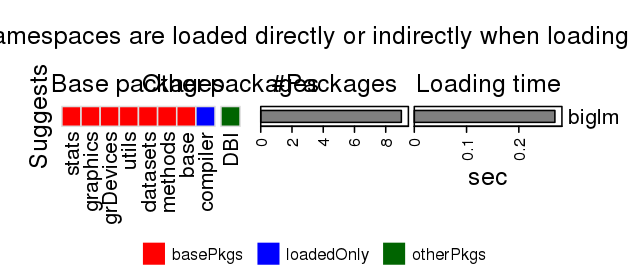 amespaces are loaded directly or indirectly when loading
Base packages Other packages #Packages Loading time
Suggests
biglm
stats
graphics
grDevices
utils
datasets
methods
base
compiler
DBI
0 2 4 6 8
0 0.1 0.2
sec
basePkgs loadedOnly otherPkgs